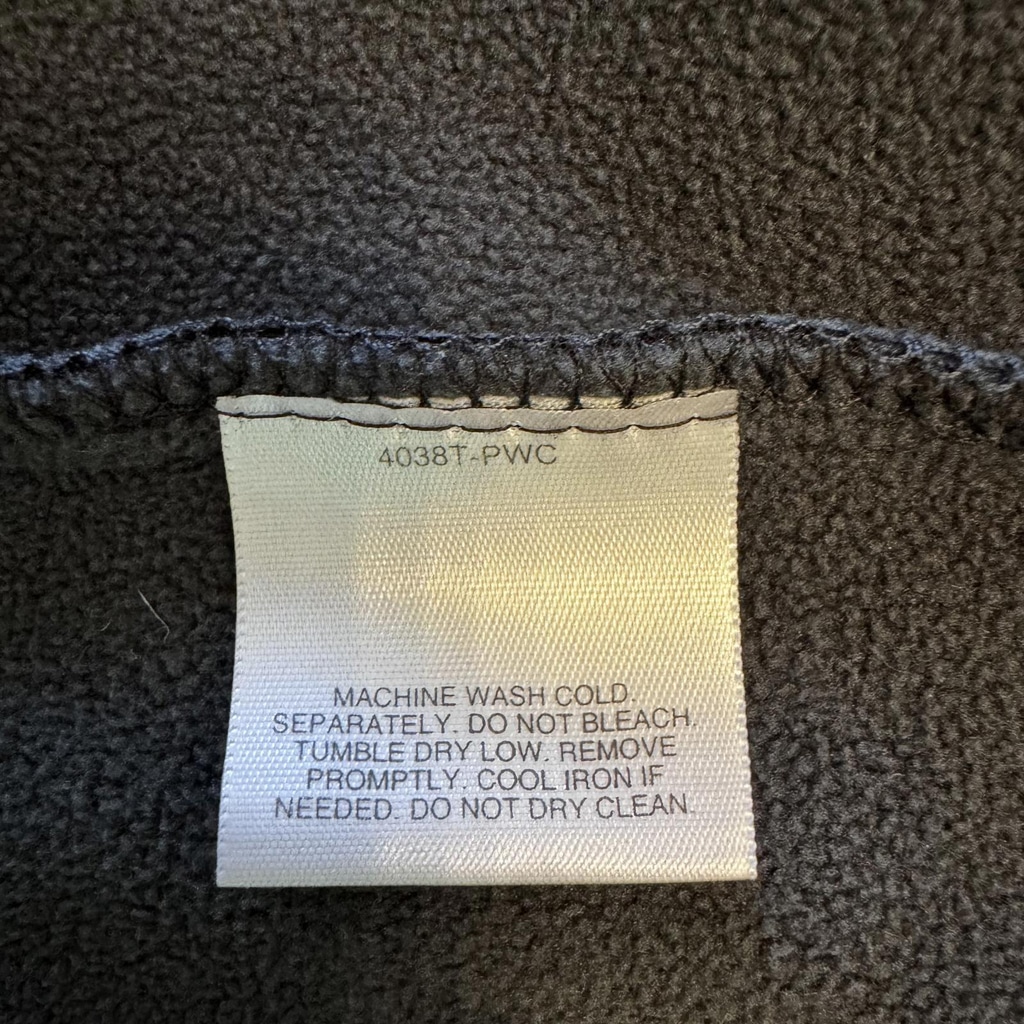 4038T-PWC
MACHINE WASH COLD.
SEPARATELY. DO NOT BLEACH.
TUMBLE DRY LOW. REMOVE
PROMPTLY. COOL IRON IF
NEEDED. DO NOT DRY CLEAN.